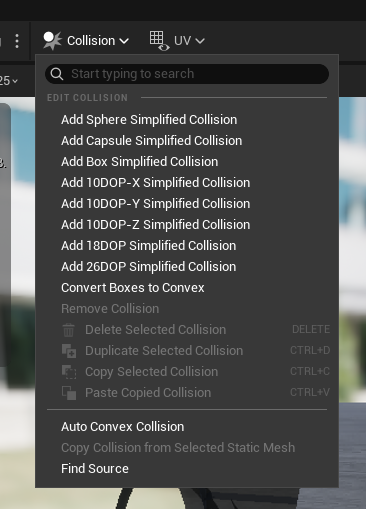 Collision
UV
25
Start typing to search
EDIT COLLISION
Add Sphere Simplified Collision
Add Capsule Simplified Collision
Add Box Simplified Collision
Add 10DOP-X Simplified Collision
Add 10DOP-Y Simplified Collision
Add 10DOP-Z Simplified Collision
Add 18DOP Simplified Collision
Add 26DOP Simplified Collision
Convert Boxes to Convex
Remove Collision
Delete Selected Collision DELETE
Duplicate Selected Collision CTRL+D
Copy Selected Collision CTRL+C
Paste Copied Collision CTRL+V
Auto Convex Collision
Copy Collision from Selected Static Mesh
Find Source